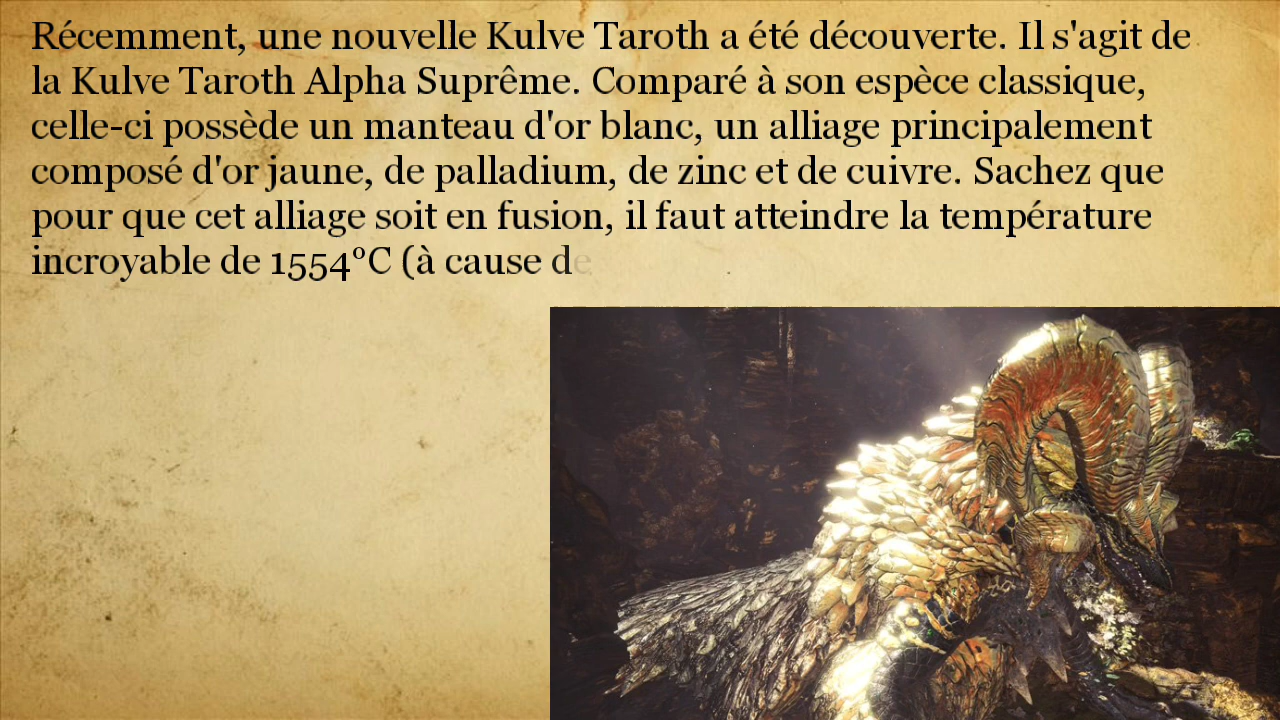 Récemment, une nouvelle Kulve Taroth a été découverte. Il s'agit de
la Kulve Taroth Alpha Suprême. Comparé à son espèce classique,
celle-ci possède un manteau d'or blanc, un alliage principalement
composé d'or jaune, de palladium, de zinc et de cuivre. Sachez que
pour que cet alliage soit en fusion, il faut atteindre la température
incroyable de 1554°C (à cause de